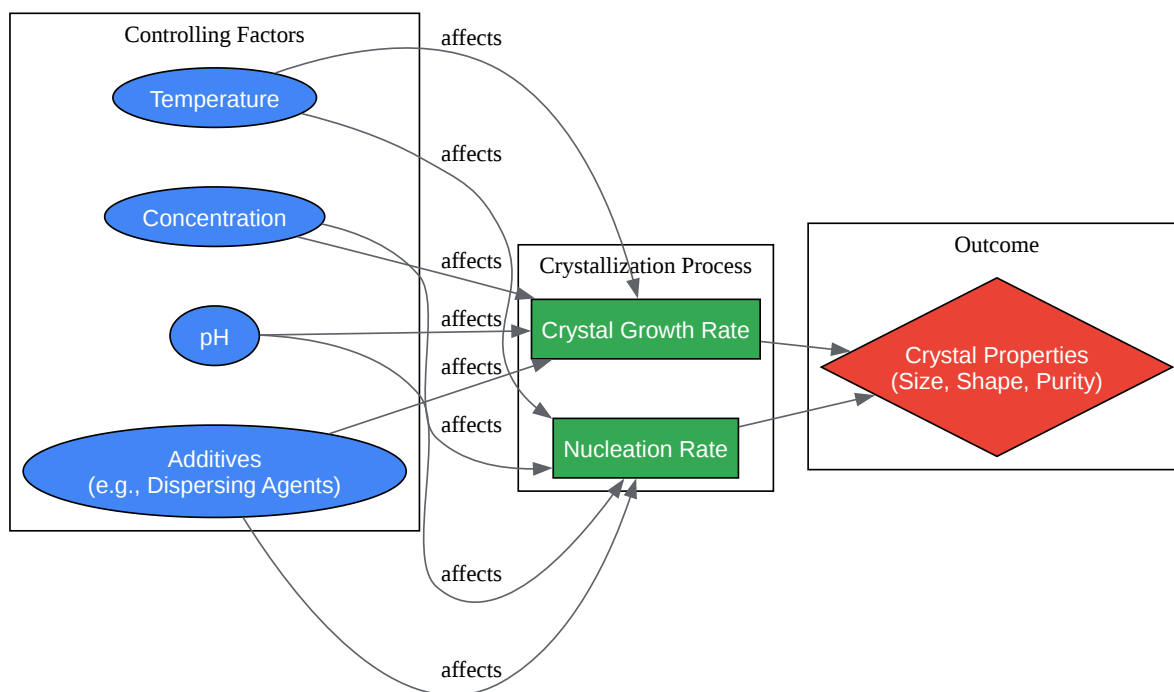 Controlling Factors
Temperature
Concentration
pH
Additives
(e.g., Dispersing Agents)
affects
affects
affects
affects
affects
affects
affects
affects
Crystallization Process
Crystal Growth Rate
Nucleation Rate
Outcome
Crystal Properties
(Size, Shape, Purity)